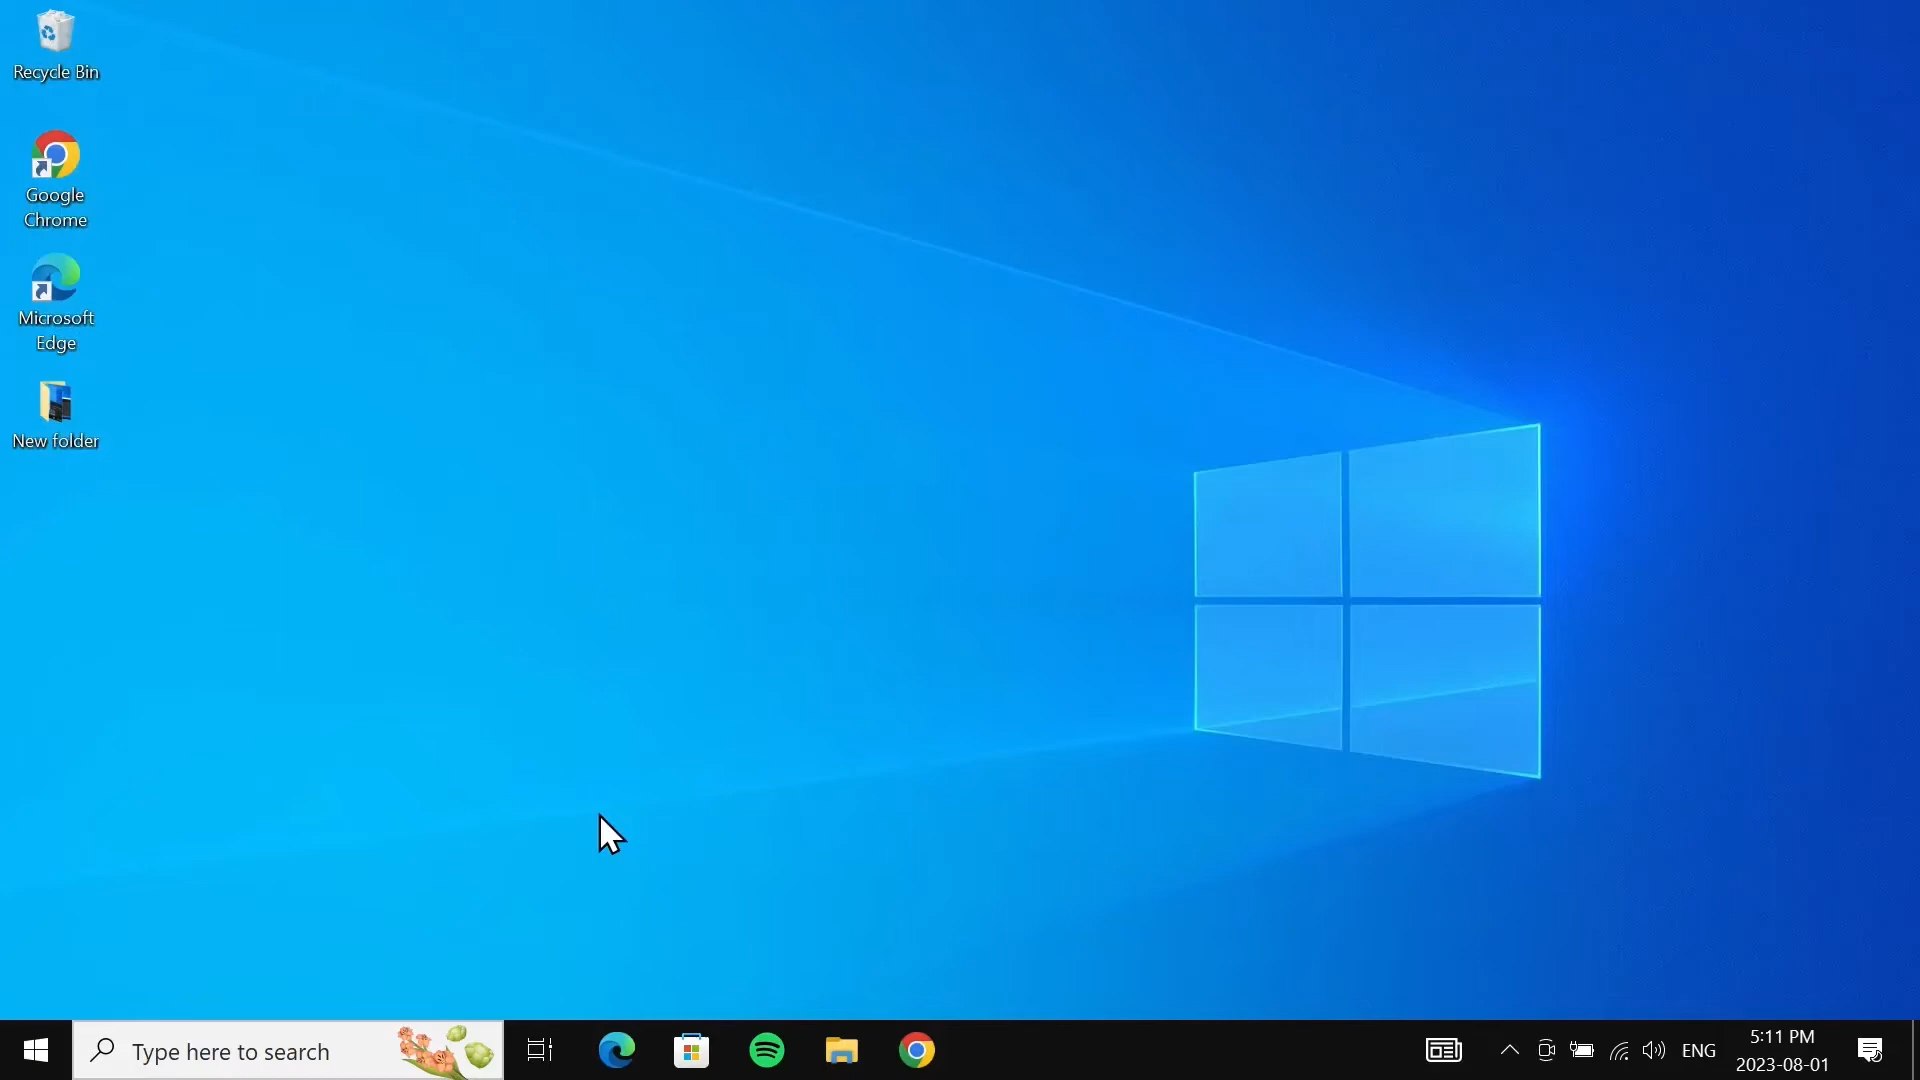 Recycle Bin
Google
Chrome
Microsoft
Edge
New folder
Type here to search
ENG
5:11 PM
2023-08-01